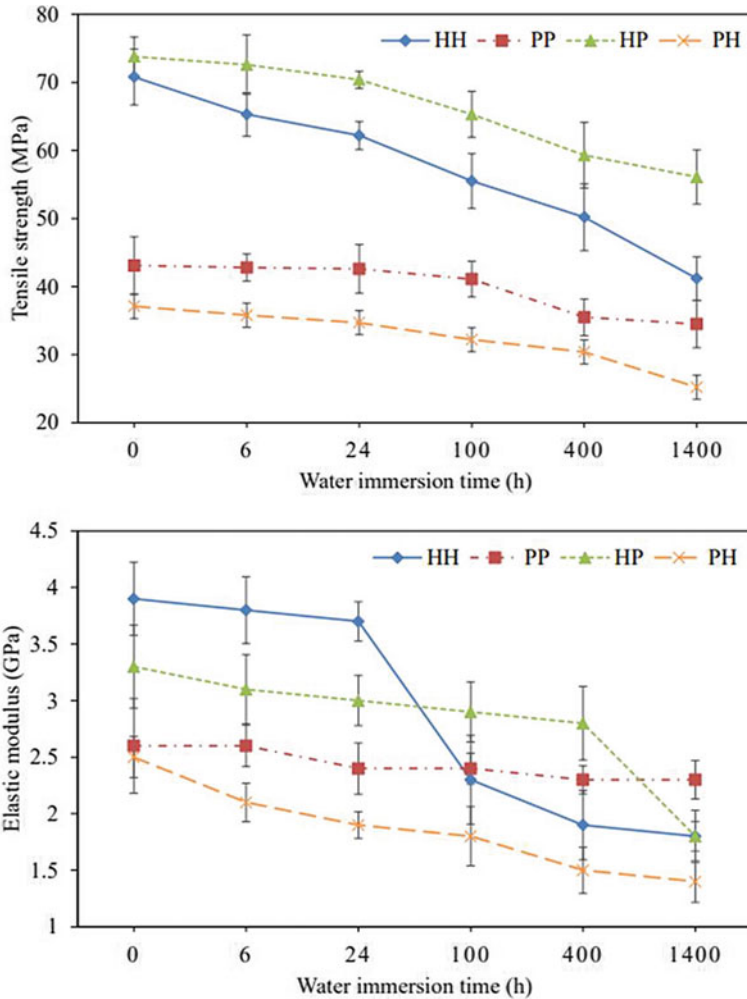 HH PP HP PH
80
70
60
50
40
30
20
Tensile strength (MPa)
0 6 24 100 400 1400
Water immersion time (h)
HH PP HP PH
4.5
4
3.5
3
2.5
2
1.5
1
Elastic modulus (GPa)
0 6 24 100 400 1400
Water immersion time (h)